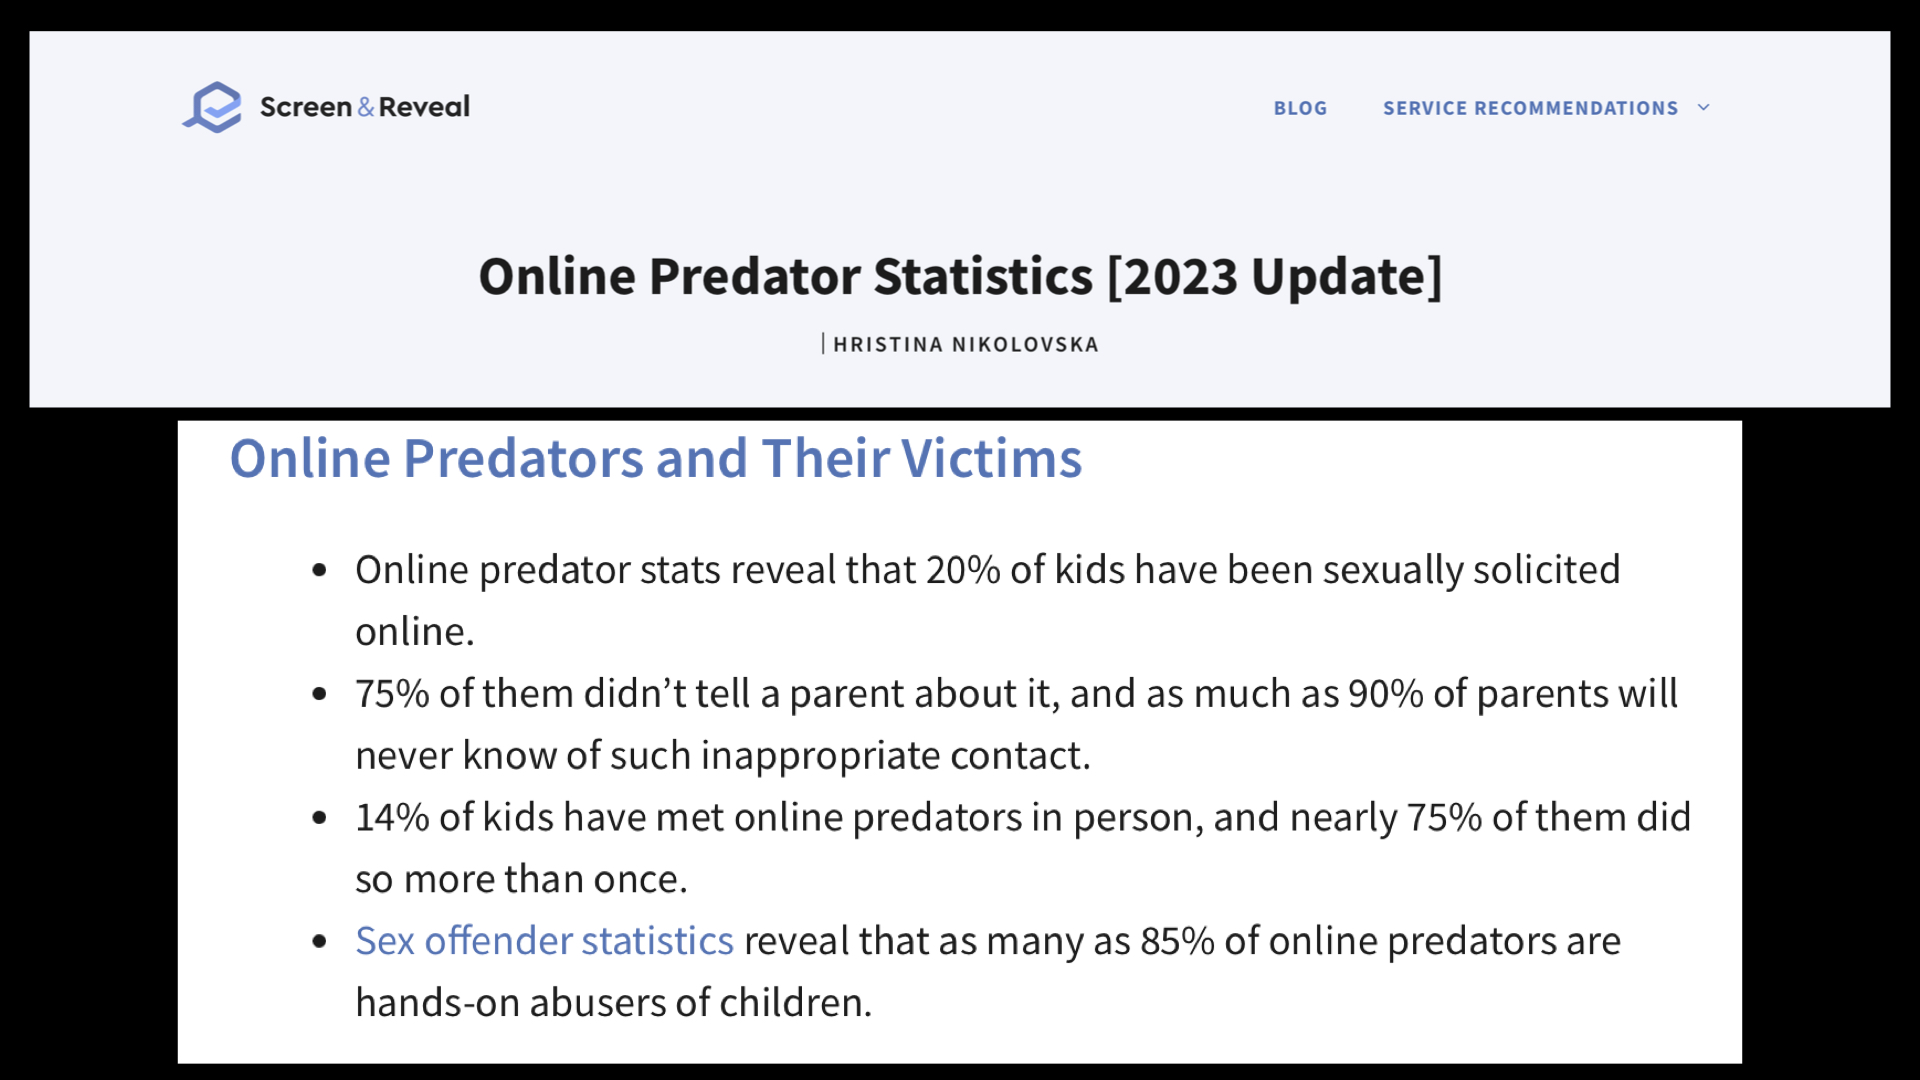 Screen&Reveal
BLOG
SERVICE RECOMMENDATIONS
Online Predator Statistics [2023 Update]
| HRISTINA NIKOLOVSKA
Online Predators and Their Victims
• Online predator stats reveal that 20% of kids have been sexually solicited
online.
• 75% of them didn’t tell a parent about it, and as much as 90% of parents will
never know of such inappropriate contact.
• 14% of kids have met online predators in person, and nearly 75% of them did
so more than once.
• Sex offender statistics reveal that as many as 85% of online predators are
hands-on abusers of children.